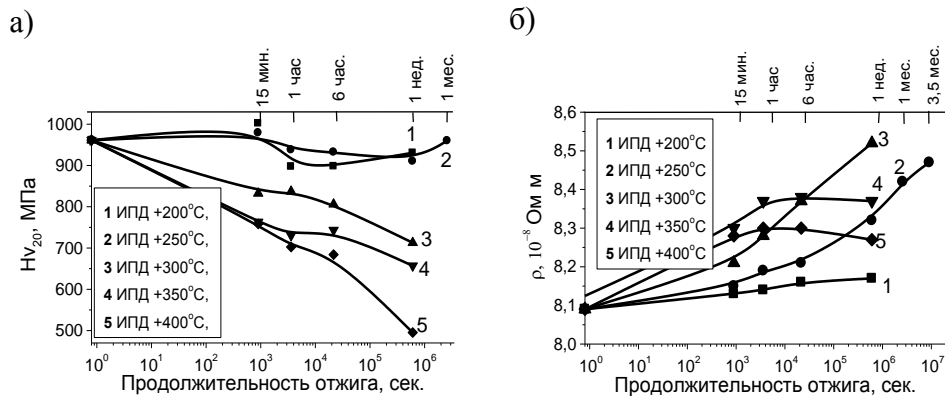 а)
15 мин.
1 час
6 час.
1 нед.
1 мес.
1000
900
800
700
600
500
Hv20, МПа
1
2
3
4
5
1 ИПД +200°C,
2 ИПД +250°C,
3 ИПД +300°C,
4 ИПД +350°C,
5 ИПД +400°C,
10^0 10^1 10^2 10^3 10^4 10^5 10^6
Продолжительность отжига, сек.
б)
15 мин.
1 час
6 час.
1 нед.
1 мес.
3,5 мес.
8,6
8,5
8,4
8,3
8,2
8,1
8,0
ρ, 10^-8 Ом м
1 ИПД +200°C
2 ИПД +250°C
3 ИПД +300°C
4 ИПД +350°C
5 ИПД +400°C
3
2
4
5
1
10^0 10^1 10^2 10^3 10^4 10^5 10^6 10^7
Продолжительность отжига, сек.